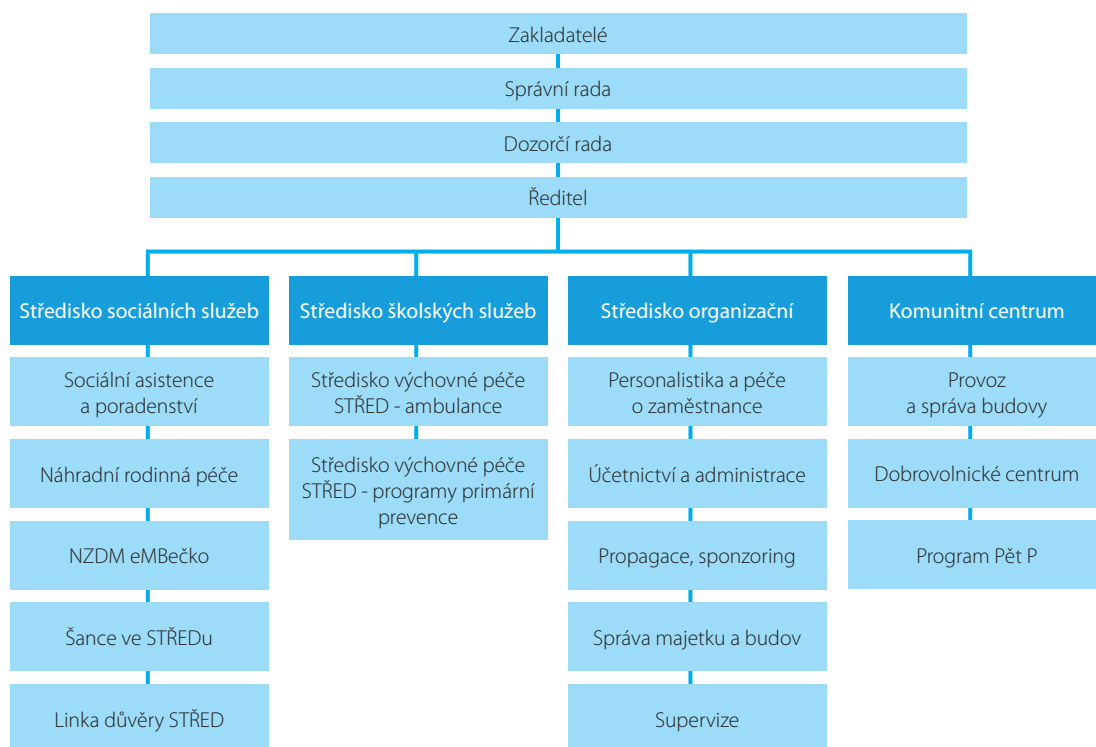 Zakladatelé
Správní rada
Dozorčí rada
Ředitel
Středisko sociálních služeb
Sociální asistence
a poradenství
Náhradní rodinná péče
NZDM eMBečko
Šance ve STŘEDu
Linka důvěry STŘED
Středisko školských služeb
Středisko výchovné péče
STŘED - ambulance
Středisko výchovné péče
STŘED - programy primární
prevence
Středisko organizační
Personalistika a péče
o zaměstnance
Účetnictví a administrace
Propagace, sponzoring
Správa majetku a budov
Supervize
Komunitní centrum
Provoz
a správa budovy
Dobrovolnické centrum
Program Pět P